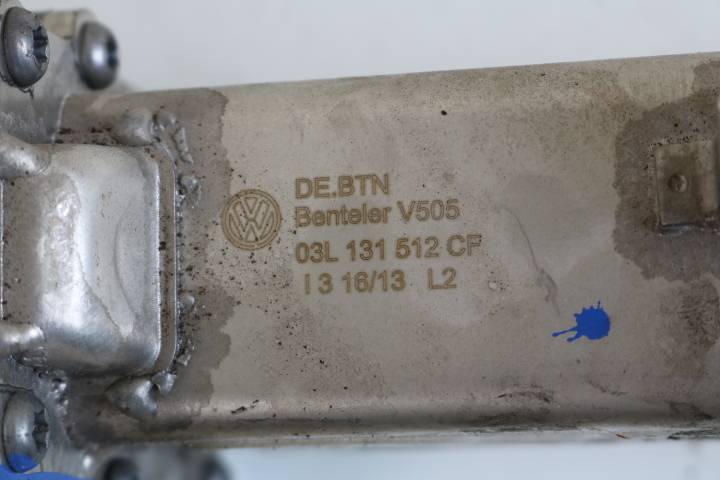 DE.BTN
Benteler V505
03L 131 512 CF
I 3 16/13 L2